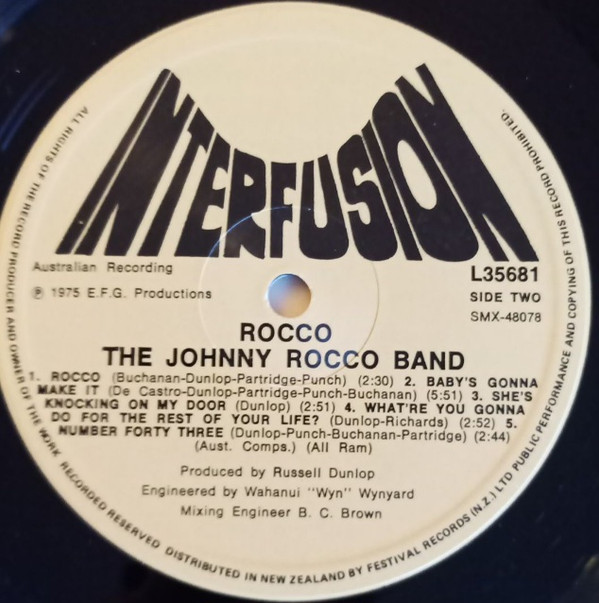 INTERFUSION
Australian Recording
℗ 1975 E.F.G. Productions
L35681
SIDE TWO
SMX-48078
ROCCO
THE JOHNNY ROCCO BAND
1. ROCCO (Buchanan-Dunlop-Partridge-Punch) (2:30) 2. BABY'S GONNA
MAKE IT (De Castro-Dunlop-Partridge-Punch-Buchanan) (5:51) 3. SHE'S
KNOCKING ON MY DOOR (Dunlop) (2:51) 4. WHAT'RE YOU GONNA
DO FOR THE REST OF YOUR LIFE? (Dunlop-Richards) (2:52) 5.
NUMBER FORTY THREE (Dunlop-Punch-Buchanan-Partridge) (2:44)
(Aust. Comps.) (All Ram)
Produced by Russell Dunlop
Engineered by Wahanui "Wyn" Wynyard
Mixing Engineer B. C. Brown
ALL RIGHTS OF THE RECORD PRODUCER AND OWNER OF THE WORK RECORDED RESERVED DISTRIBUTED IN NEW ZEALAND BY FESTIVAL RECORDS (N.Z.) LTD PUBLIC PERFORMANCE AND COPYING OF THIS RECORD PROHIBITED.